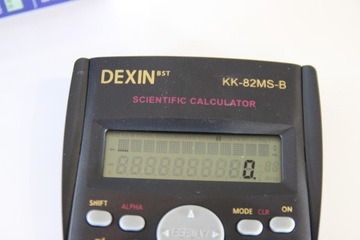 DEXIN BST
KK-82MS-B
SCIENTIFIC CALCULATOR
0.
SHIFT ALPHA MODE CLR ON